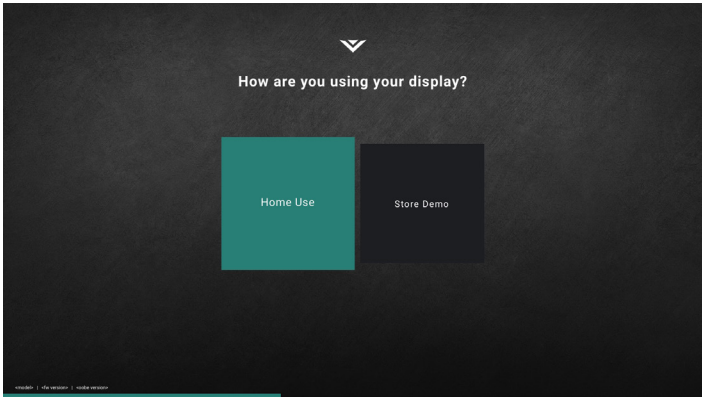 How are you using your display?
Home Use
Store Demo
<model> | <fw version> | <oobe version>